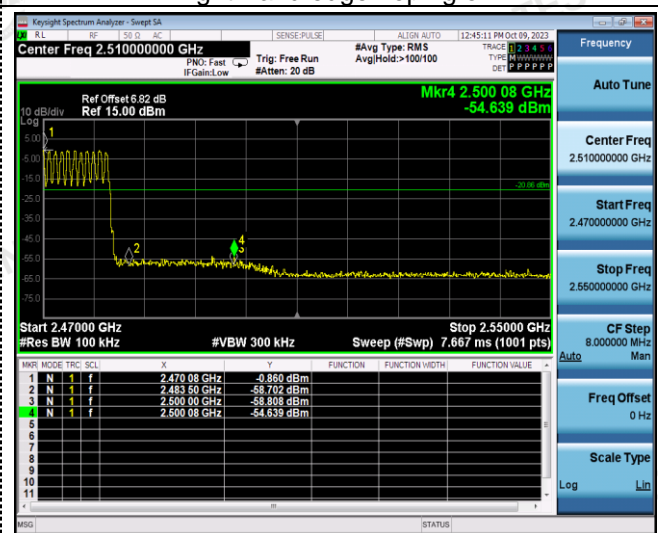 Keysight Spectrum Analyzer - Swept SA
RL RF 50 Ω AC SENSE:PULSE ALIGN AUTO 12:45:11 PM Oct 09, 2023
Center Freq 2.510000000 GHz
PNO: Fast
IFGain:Low
Trig: Free Run
#Atten: 20 dB
#Avg Type: RMS
Avg|Hold:>100/100
TRACE 1 2 3 4 5 6
TYPE M W W W W W
DET P P P P P P
Mkr4 2.500 08 GHz
-54.639 dBm
Ref Offset 6.82 dB
10 dB/div Ref 15.00 dBm
Log
5.00
-5.00
-15.0
-25.0
-35.0
-45.0
-55.0
-65.0
-75.0
-20.86 dBm
1
2
3
4
Start 2.47000 GHz Stop 2.55000 GHz
#Res BW 100 kHz #VBW 300 kHz Sweep (#Swp) 7.667 ms (1001 pts)
MKR MODE TRC SCL X Y FUNCTION FUNCTION WIDTH FUNCTION VALUE
1 N 1 f 2.470 08 GHz -0.860 dBm
2 N 1 f 2.483 50 GHz -58.702 dBm
3 N 1 f 2.500 00 GHz -58.808 dBm
4 N 1 f 2.500 08 GHz -54.639 dBm
5
6
7
8
9
10
11
MSG STATUS
Frequency
Auto Tune
Center Freq
2.510000000 GHz
Start Freq
2.470000000 GHz
Stop Freq
2.550000000 GHz
CF Step
8.000000 MHz
Auto Man
Freq Offset
0 Hz
Scale Type
Log Lin